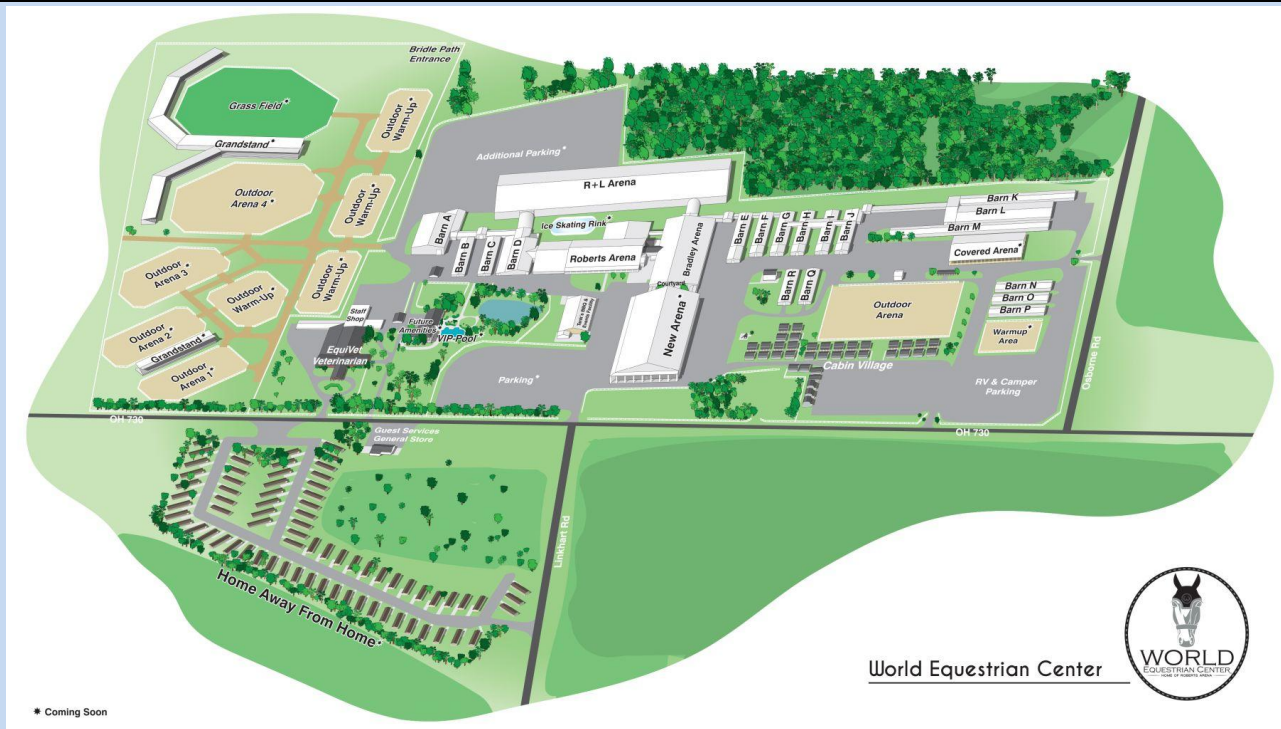 Bridle Path
Entrance
Grass Field*
Outdoor
Warm-Up*
Grandstand*
Additional Parking*
Outdoor
Arena 4*
Outdoor
Warm-Up*
R+L Arena
Ice Skating Rink*
Barn A
Barn B
Barn C
Barn D
Roberts Arena
Bradley Arena
Courtyard
Barn E
Barn F
Barn G
Barn H
Barn I
Barn J
Barn K
Barn L
Barn M
Covered Arena*
Outdoor
Arena 3*
Outdoor
Warm-Up*
Outdoor
Warm-Up*
Outdoor
Arena 2*
Grandstand*
Outdoor
Arena 1*
Staff
Shop
EquiVet
Veterinarian
Future
Amenities*
VIP Pool
New Arena*
Parking*
Barn R
Barn Q
Outdoor
Arena
Barn N
Barn O
Barn P
Warmup
Area
Cabin Village
RV & Camper
Parking
Osborne Rd
OH 730
OH 730
Guest Services
General Store
Linkhart Rd
Home Away From Home*
World Equestrian Center
WORLD
EQUESTRIAN CENTER
HOME OF ROBERTS ARENA
* Coming Soon